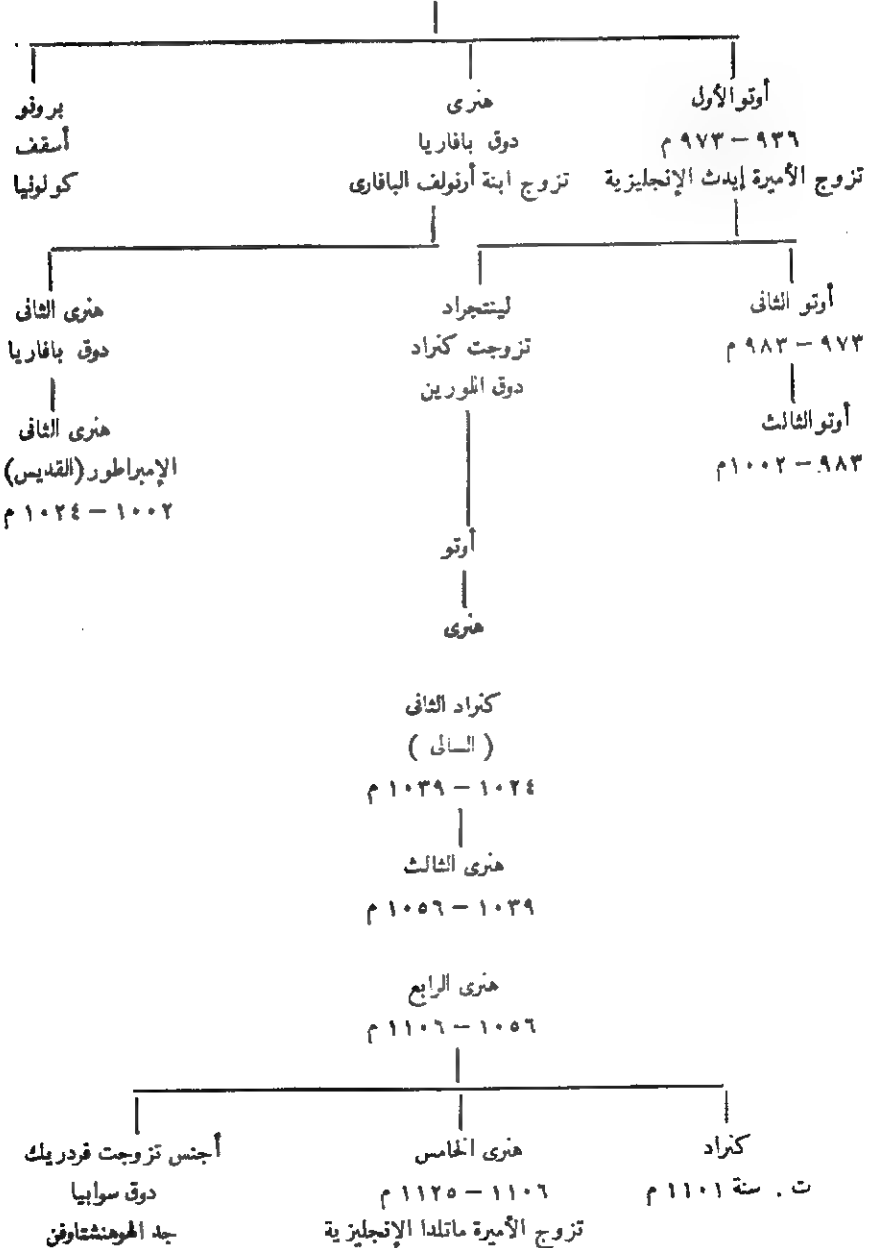 أوتو الأول
٩٣٦ – ٩٧٣ م
تزوج الأميرة إيدث الإنجليزية
هنرى
دوق بافاريا
تزوج ابنة أرنولف البافارى
برونو
أسقف
كولونيا
أوتو الثانى
٩٧٣ – ٩٨٣ م
لينتجراد
تزوجت كنراد
دوق اللورين
هنرى الثانى
دوق بافاريا
أوتو الثالث
٩٨٣ – ١٠٠٢ م
هنرى الثانى
الإمبراطور (القديس)
١٠٠٢ – ١٠٢٤ م
أوتو
هنرى
كنراد الثانى
( السالى )
١٠٢٤ – ١٠٣٩ م
هنرى الثالث
١٠٣٩ – ١٠٥٦ م
هنرى الرابع
١٠٥٦ – ١١٠٦ م
كنراد
ت . سنة ١١٠١ م
هنرى الخامس
١١٠٦ – ١١٢٥ م
تزوج الأميرة ماتلدا الإنجليزية
أجنس تزوجت فردريك
دوق سوابيا
جد الهوهنشتاوفن